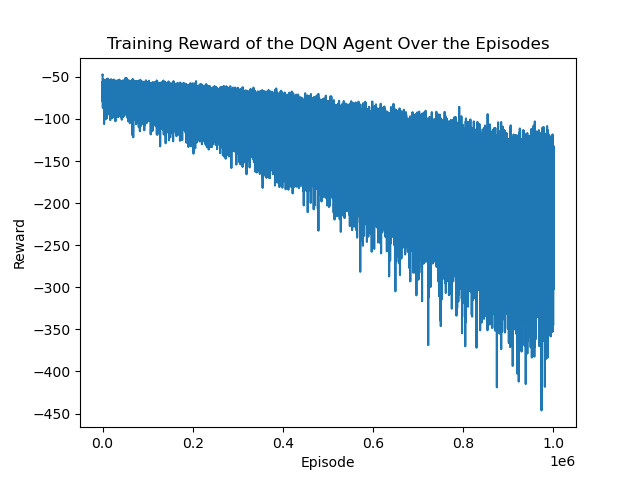 Training Reward of the DQN Agent Over the Episodes
−50
−100
−150
−200
−250
−300
−350
−400
−450
Reward
0.0 0.2 0.4 0.6 0.8 1.0
1e6
Episode